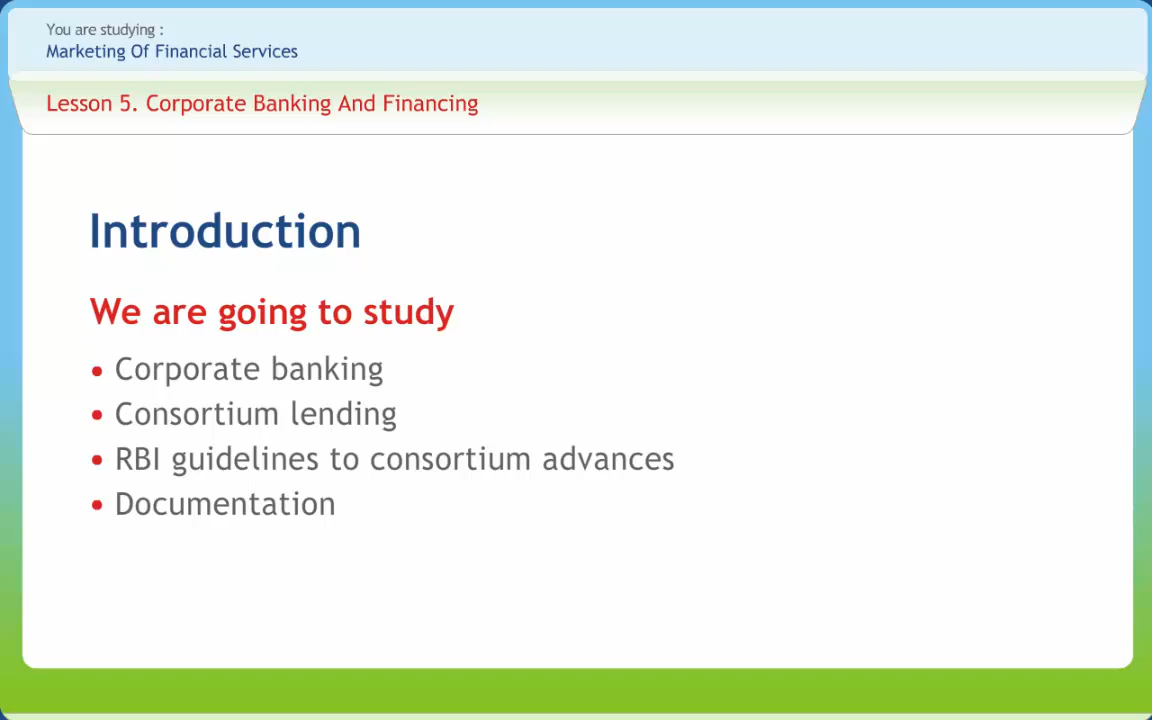 You are studying :
Marketing Of Financial Services
Lesson 5. Corporate Banking And Financing
Introduction
We are going to study
• Corporate banking
• Consortium lending
• RBI guidelines to consortium advances
• Documentation